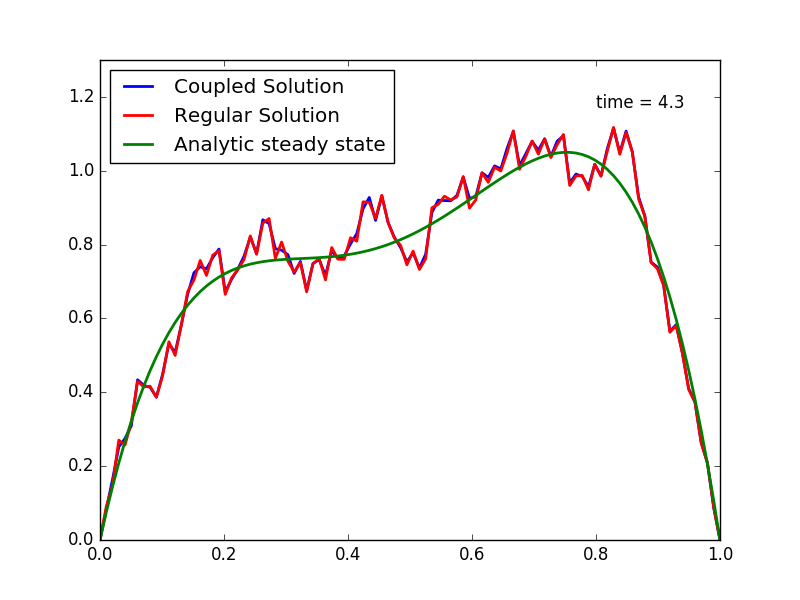 Coupled Solution
Regular Solution
Analytic steady state
time = 4.3
1.2
1.0
0.8
0.6
0.4
0.2
0.0
0.0 0.2 0.4 0.6 0.8 1.0